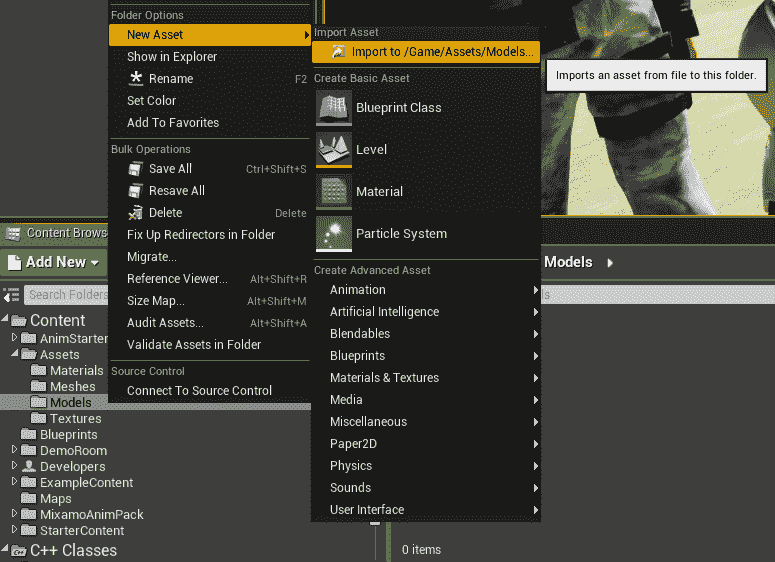 Folder Options
New Asset
Show in Explorer
Rename F2
Set Color
Add To Favorites
Bulk Operations
Save All Ctrl+Shift+S
Resave All
Delete Delete
Fix Up Redirectors in Folder
Migrate...
Reference Viewer... Alt+Shift+R
Size Map... Alt+Shift+M
Audit Assets... Alt+Shift+A
Validate Assets in Folder
Source Control
Connect To Source Control
Import Asset
Import to /Game/Assets/Models...
Create Basic Asset
Blueprint Class
Level
Material
Particle System
Create Advanced Asset
Animation
Artificial Intelligence
Blendables
Blueprints
Materials & Textures
Media
Miscellaneous
Paper2D
Physics
Sounds
User Interface
Imports an asset from file to this folder.
Content Brows
Add New
Models
Search Folders
Content
AnimStarter
Assets
Materials
Meshes
Models
Textures
Blueprints
DemoRoom
Developers
ExampleContent
Maps
MixamoAnimPack
StarterContent
C++ Classes
0 items